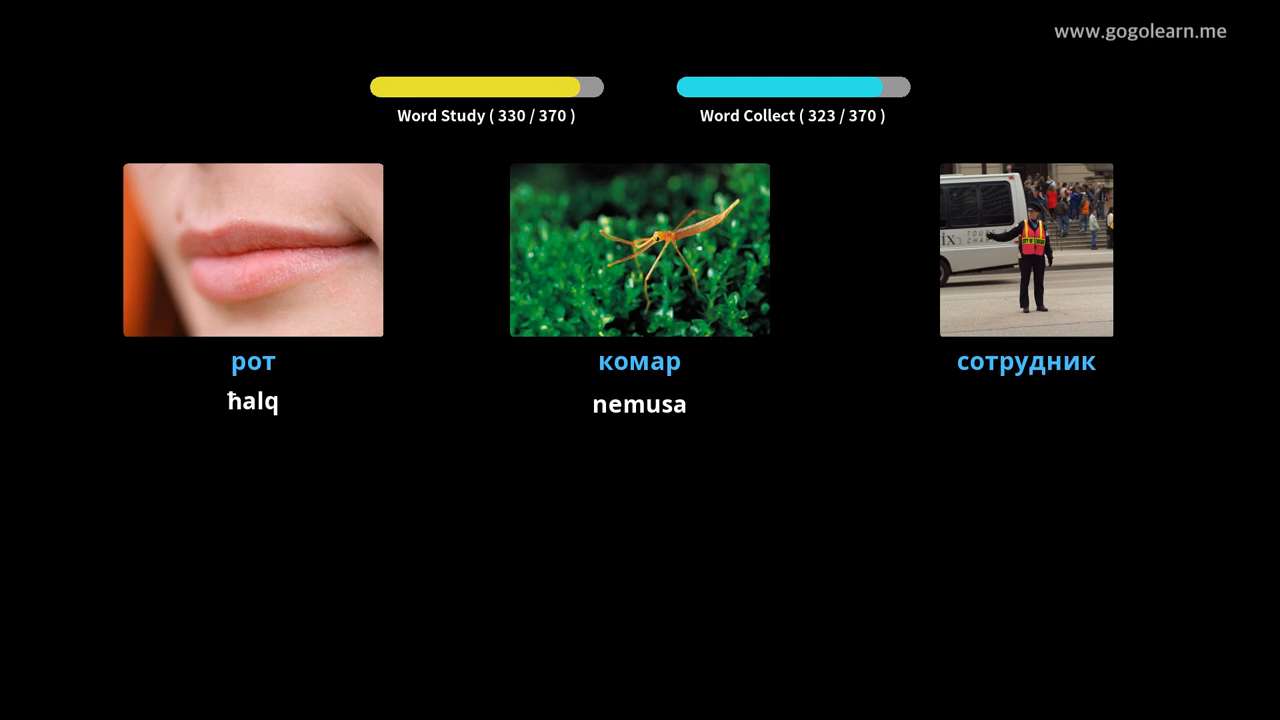 www.gogolearn.me
Word Study ( 330 / 370 )
Word Collect ( 323 / 370 )
рот
комар
сотрудник
ħalq
nemusa